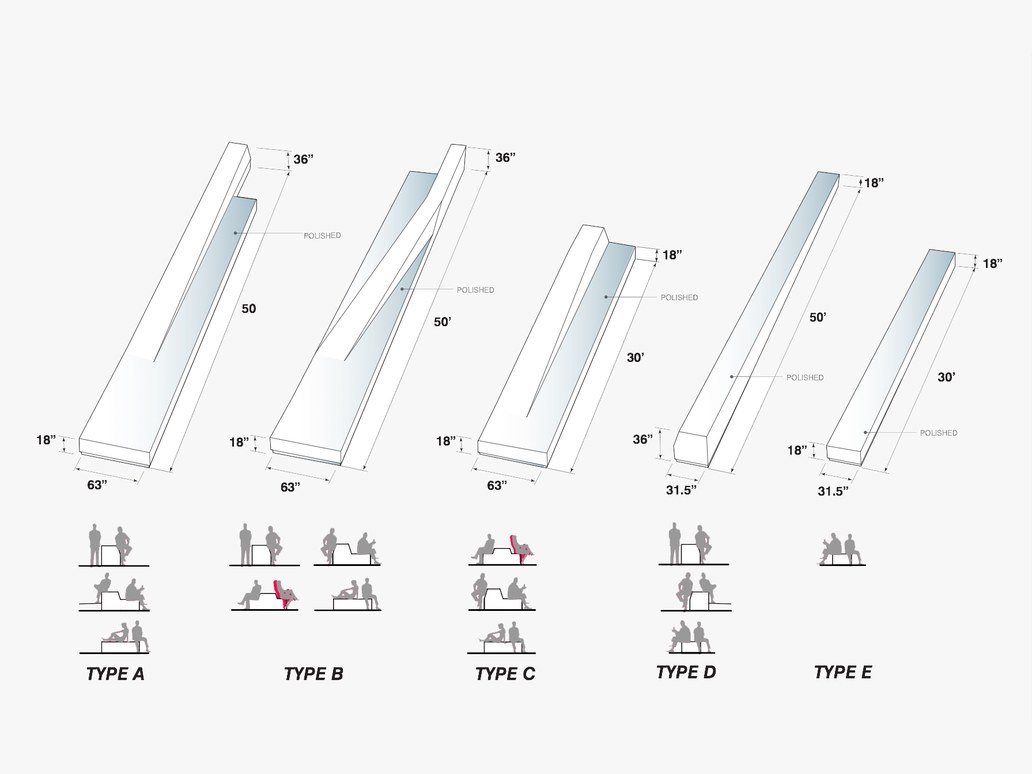 36”
POLISHED
50
18”
63”
36”
POLISHED
50’
18”
63”
18”
POLISHED
30’
18”
63”
18”
50’
POLISHED
36”
31.5”
18”
30’
POLISHED
18”
31.5”
TYPE A
TYPE B
TYPE C
TYPE D
TYPE E